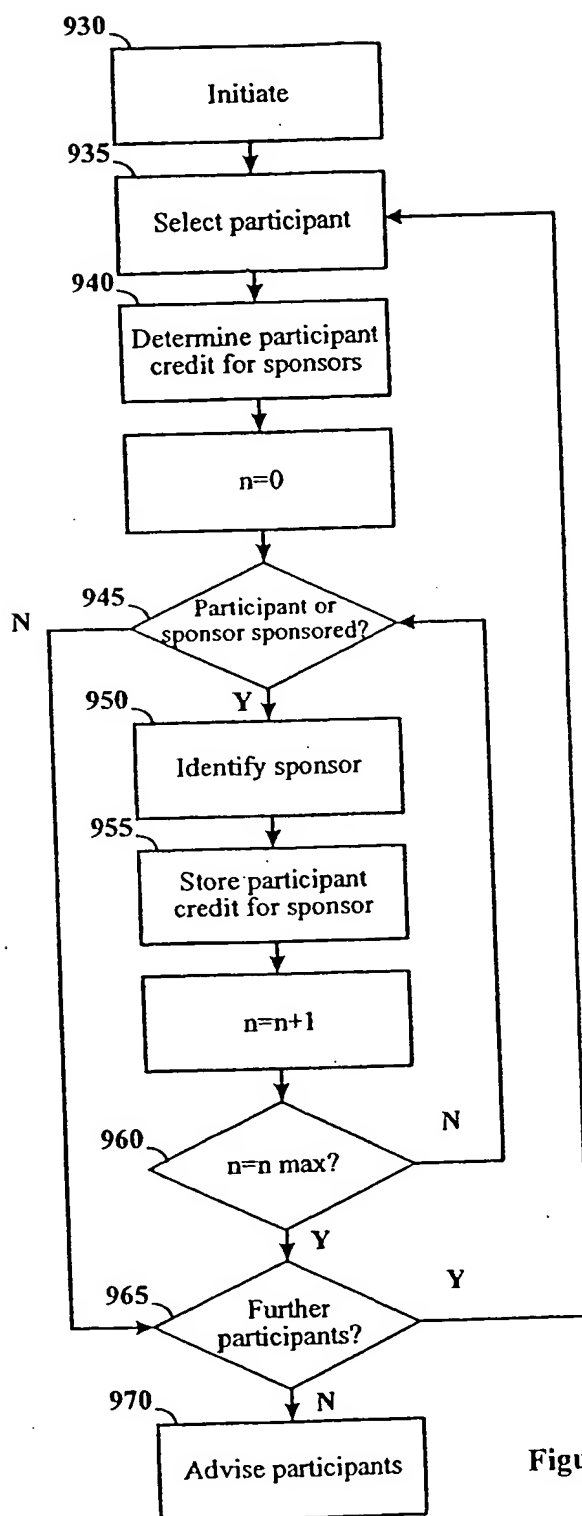 930
Initiate
935
Select participant
940
Determine participant
credit for sponsors
n=0
945
N
Participant or
sponsor sponsored?
Y
950
Identify sponsor
955
Store participant
credit for sponsor
n=n+1
N
960
n=n max?
Y
965
Y
Further
participants?
N
970
Advise participants